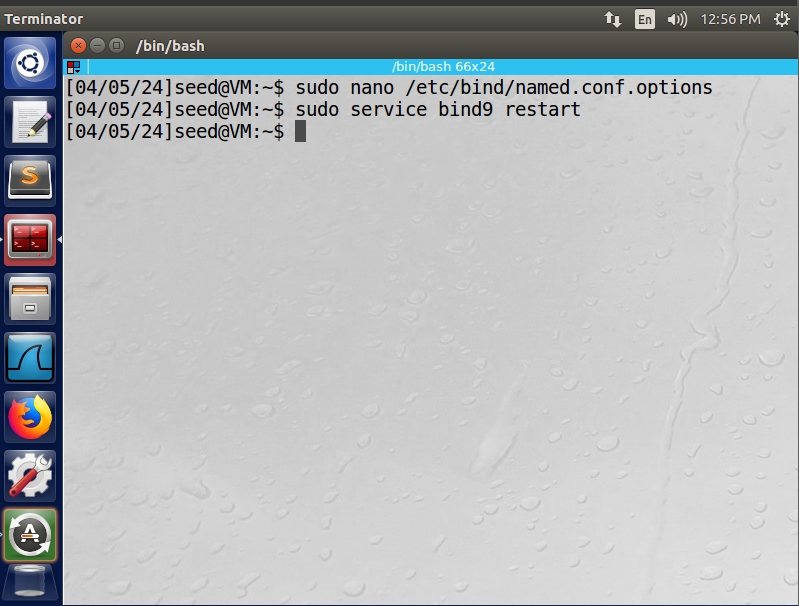 Terminator
En
12:56 PM
/bin/bash
/bin/bash 66x24
[04/05/24]seed@VM:~$ sudo nano /etc/bind/named.conf.options
[04/05/24]seed@VM:~$ sudo service bind9 restart
[04/05/24]seed@VM:~$
S
>_ >_
>_ >_
A